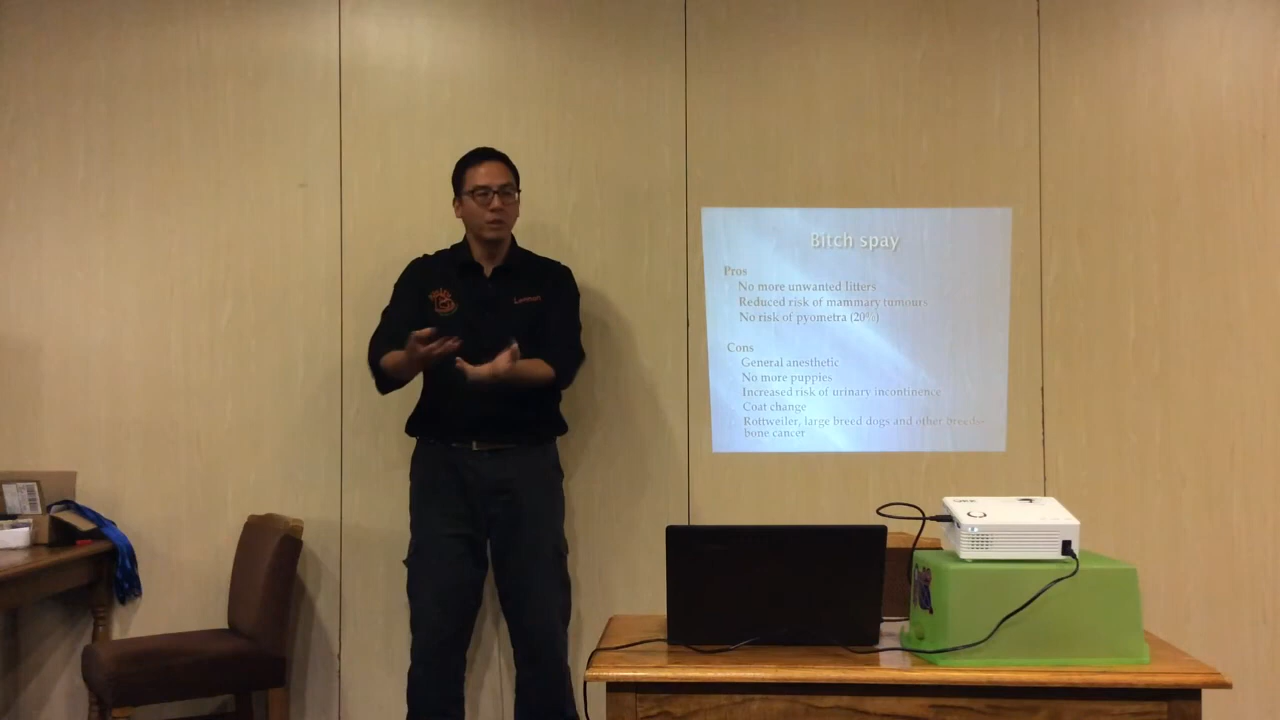 Bitch spay
Pros
No more unwanted litters
Reduced risk of mammary tumours
No risk of pyometra (20%)
Cons
General anesthetic
No more puppies
Increased risk of urinary incontinence
Coat change
Rottweiler, large breed dogs and other breeds-
bone cancer